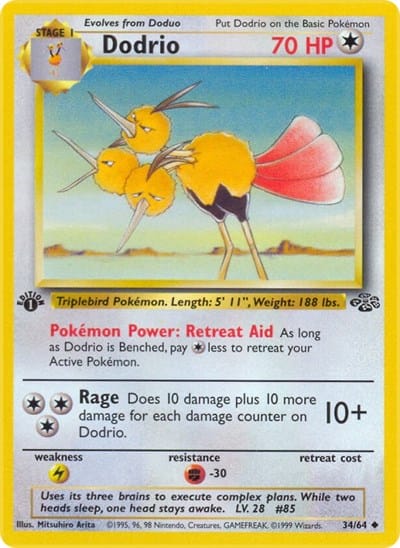 Evolves from Doduo
Put Dodrio on the Basic Pokémon
STAGE 1
Dodrio
70 HP
EDITION
1
Triplebird Pokémon. Length: 5' 11", Weight: 188 lbs.
Pokémon Power: Retreat Aid As long
as Dodrio is Benched, pay less to retreat your
Active Pokémon.
Rage Does 10 damage plus 10 more
damage for each damage counter on
Dodrio.
10+
weakness
resistance
retreat cost
-30
Uses its three brains to execute complex plans. While two
heads sleep, one head stays awake. LV. 28 #85
Illus. Mitsuhiro Arita
©1995, 96, 98 Nintendo, Creatures, GAMEFREAK. ©1999 Wizards.
34/64